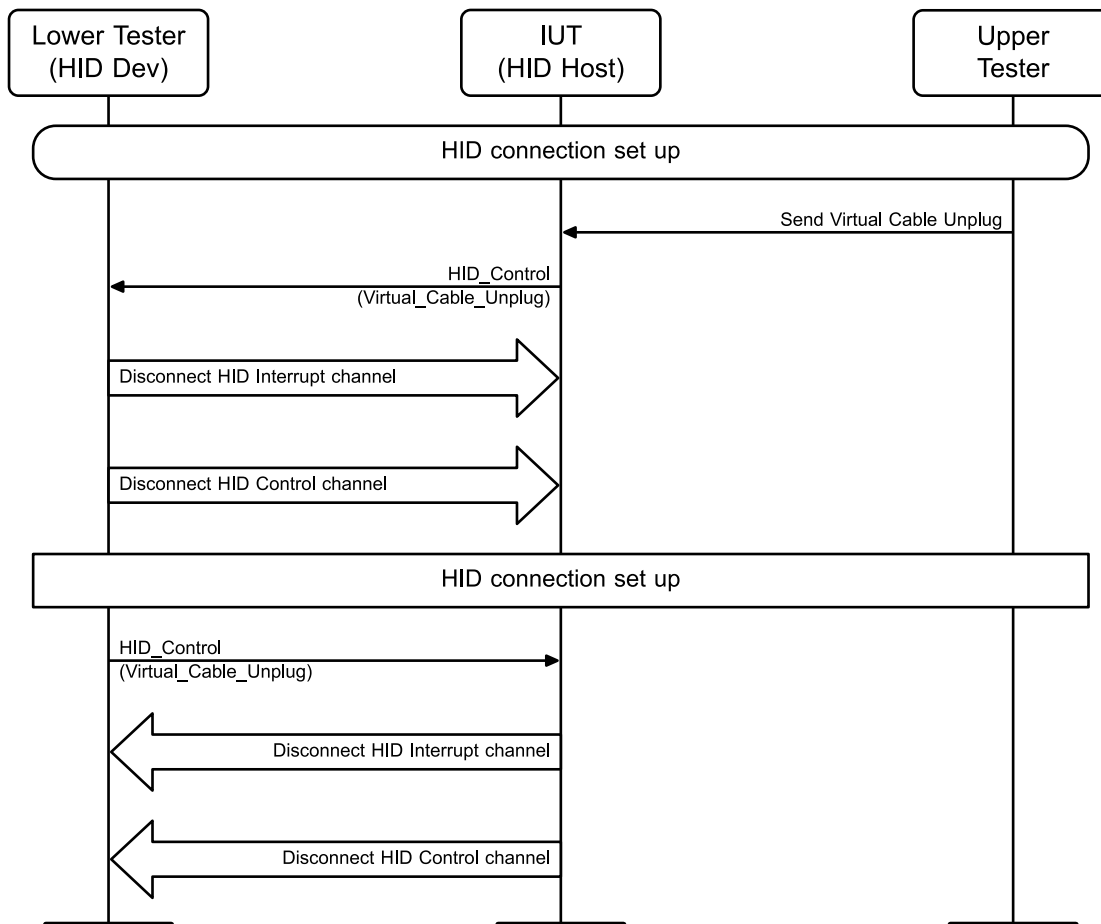 Lower Tester
(HID Dev)
IUT
(HID Host)
Upper
Tester
HID connection set up
Send Virtual Cable Unplug
HID_Control
(Virtual_Cable_Unplug)
Disconnect HID Interrupt channel
Disconnect HID Control channel
HID connection set up
HID_Control
(Virtual_Cable_Unplug)
Disconnect HID Interrupt channel
Disconnect HID Control channel